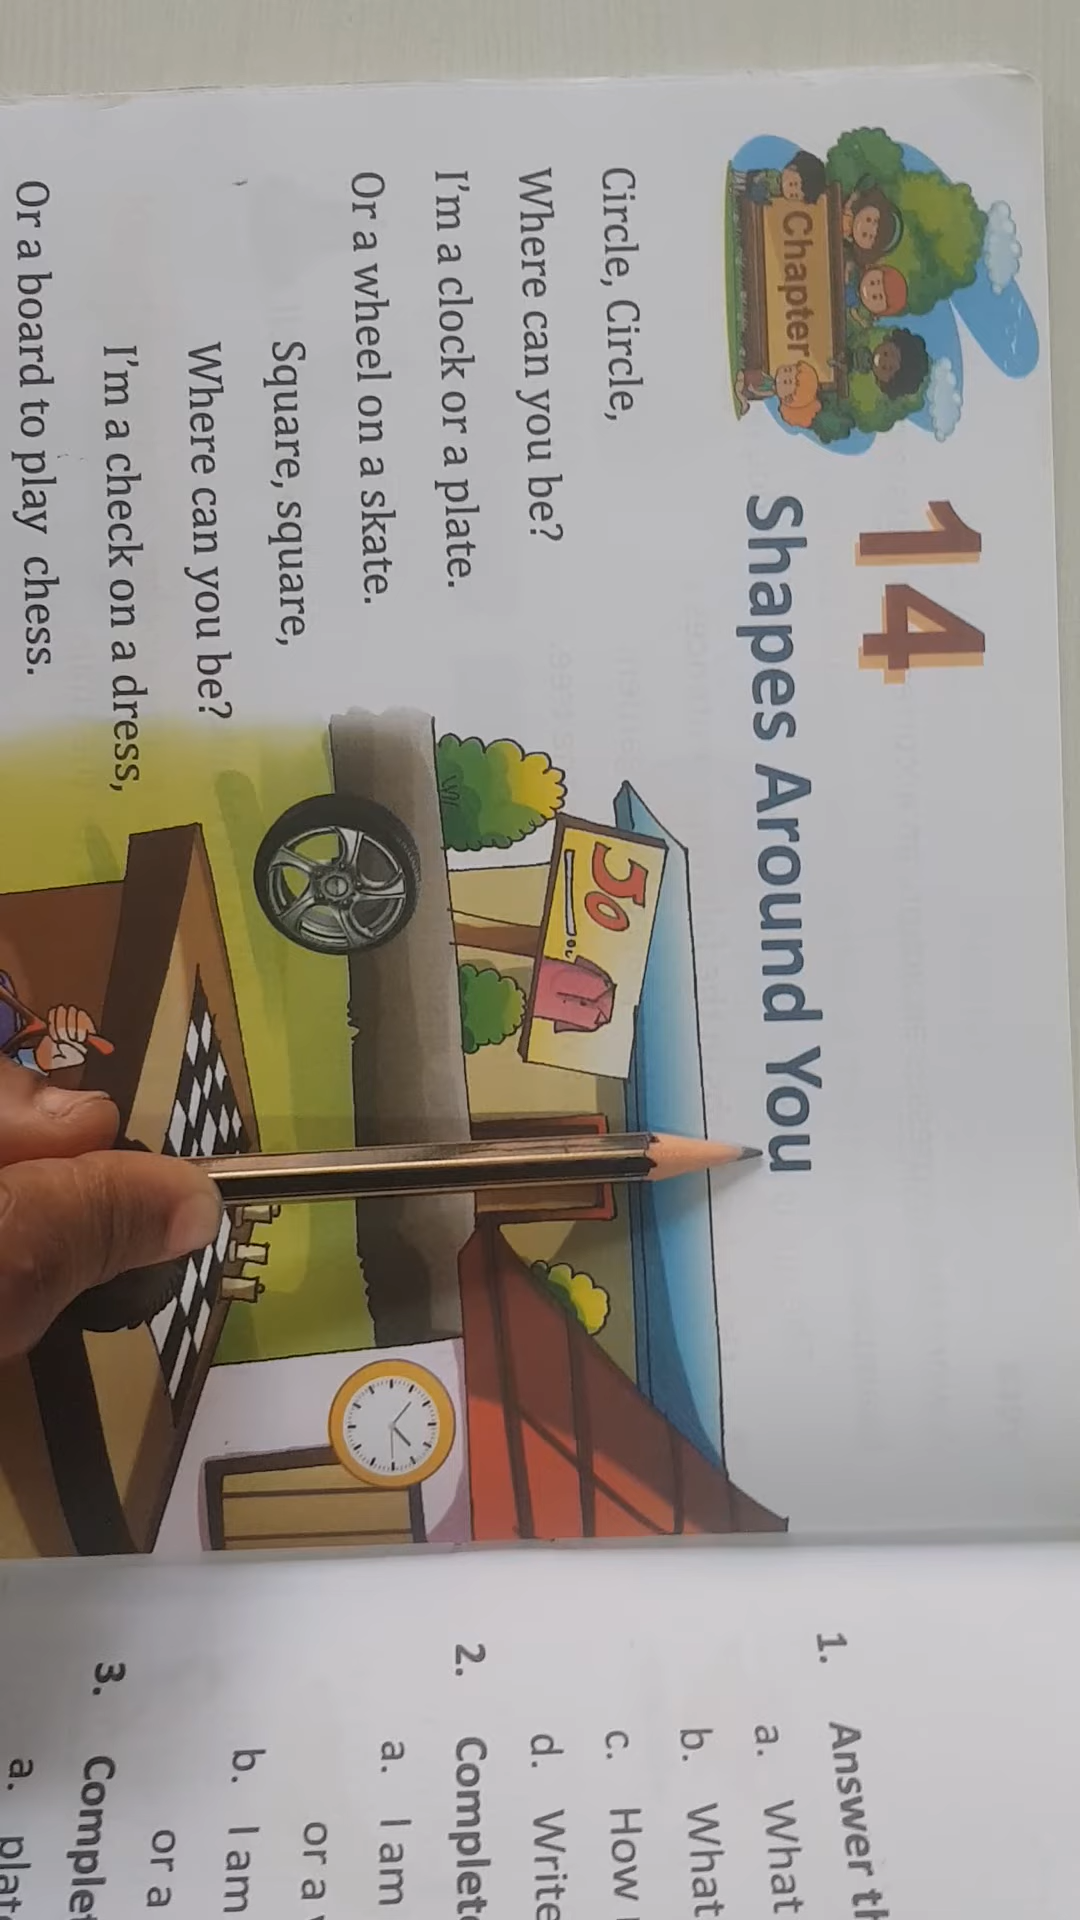 Chapter
14
Shapes Around You
Circle, Circle,
Where can you be?
I'm a clock or a plate.
Or a wheel on a skate.
Square, square,
Where can you be?
I'm a check on a dress,
Or a board to play chess.
50
1. Answer th
a. What
b. What
c. How
d. Write
2. Complet
a. I am
or a
b. I am
or a
3. Complet
a. plat